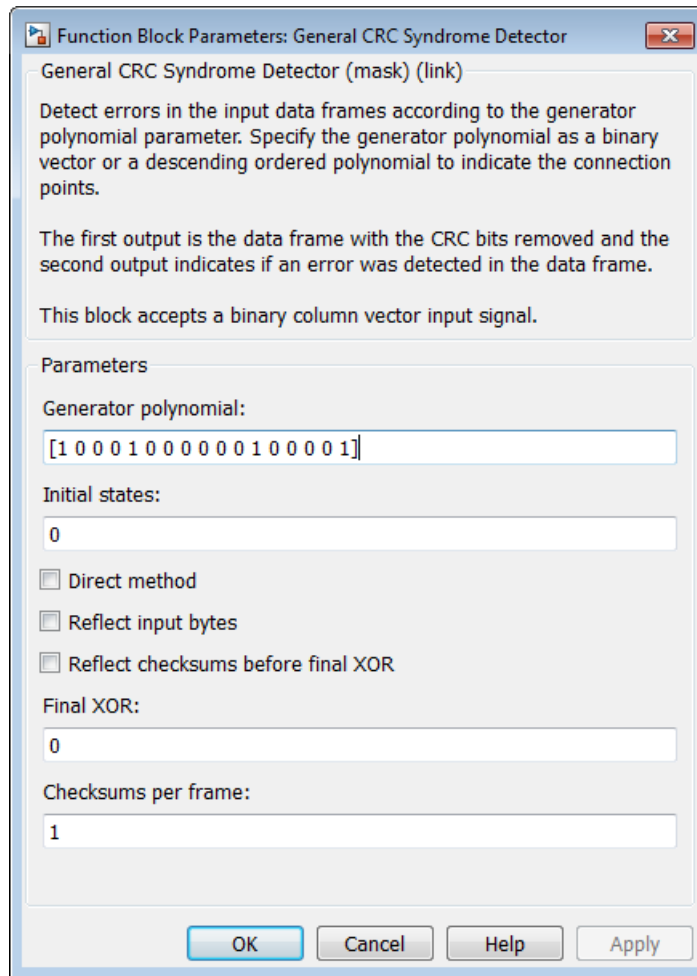 Function Block Parameters: General CRC Syndrome Detector
General CRC Syndrome Detector (mask) (link)
Detect errors in the input data frames according to the generator
polynomial parameter. Specify the generator polynomial as a binary
vector or a descending ordered polynomial to indicate the connection
points.
The first output is the data frame with the CRC bits removed and the
second output indicates if an error was detected in the data frame.
This block accepts a binary column vector input signal.
Parameters
Generator polynomial:
[1 0 0 0 1 0 0 0 0 0 0 1 0 0 0 0 1]
Initial states:
0
Direct method
Reflect input bytes
Reflect checksums before final XOR
Final XOR:
0
Checksums per frame:
1
OK Cancel Help Apply